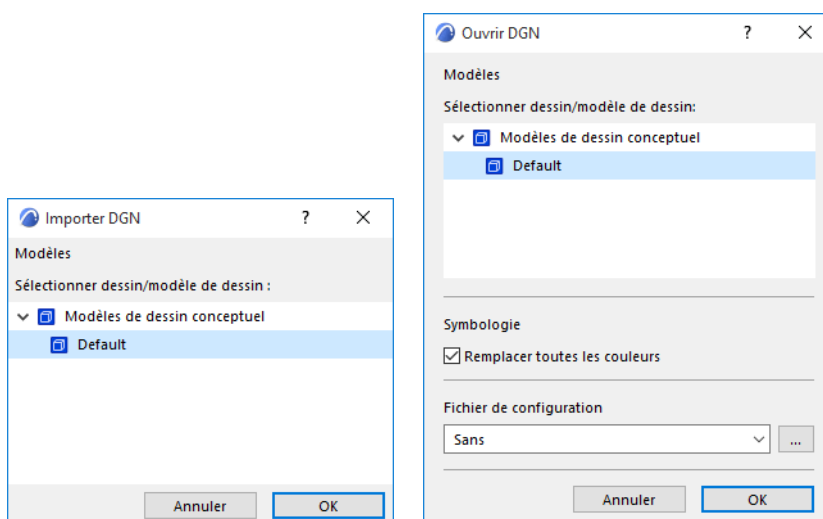 Importer DGN ?
Modèles
Sélectionner dessin/modèle de dessin :
Modèles de dessin conceptuel
Default
Annuler OK
Ouvrir DGN ?
Modèles
Sélectionner dessin/modèle de dessin:
Modèles de dessin conceptuel
Default
Symbologie
Remplacer toutes les couleurs
Fichier de configuration
Sans ...
Annuler OK